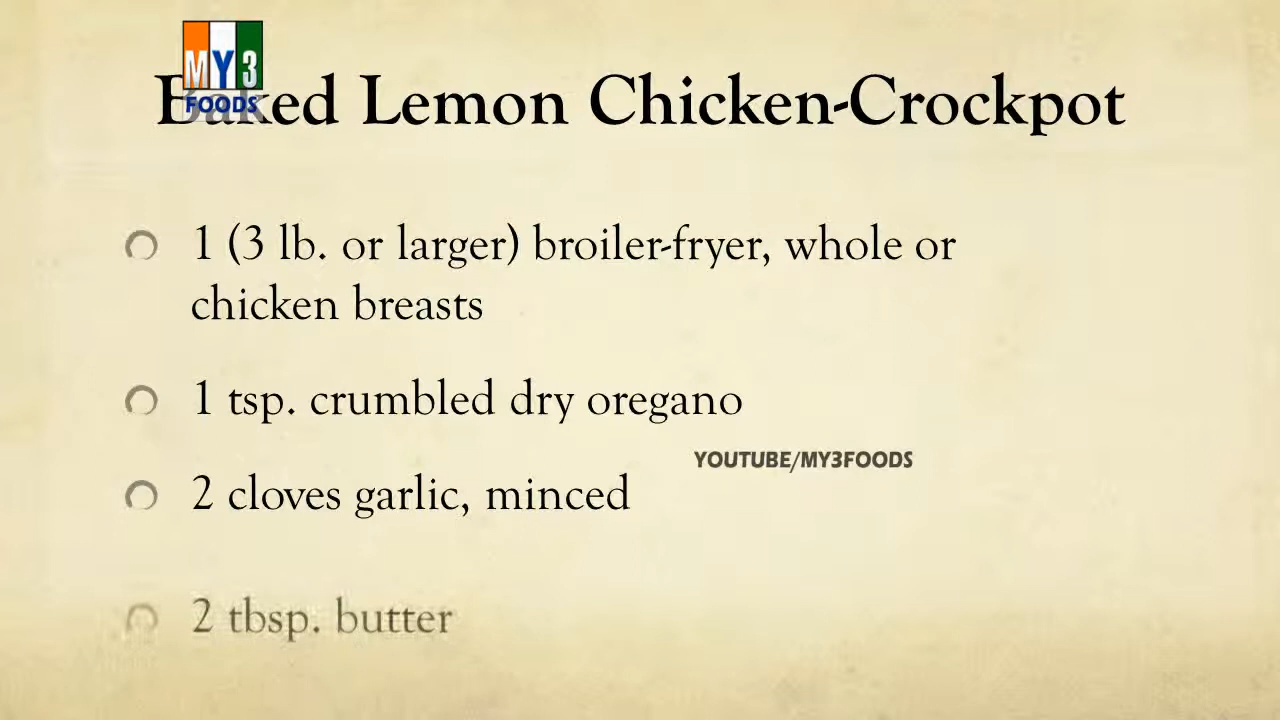 MY3
FOODS
Baked Lemon Chicken-Crockpot
1 (3 lb. or larger) broiler-fryer, whole or
chicken breasts
1 tsp. crumbled dry oregano
YOUTUBE/MY3FOODS
2 cloves garlic, minced
2 tbsp. butter